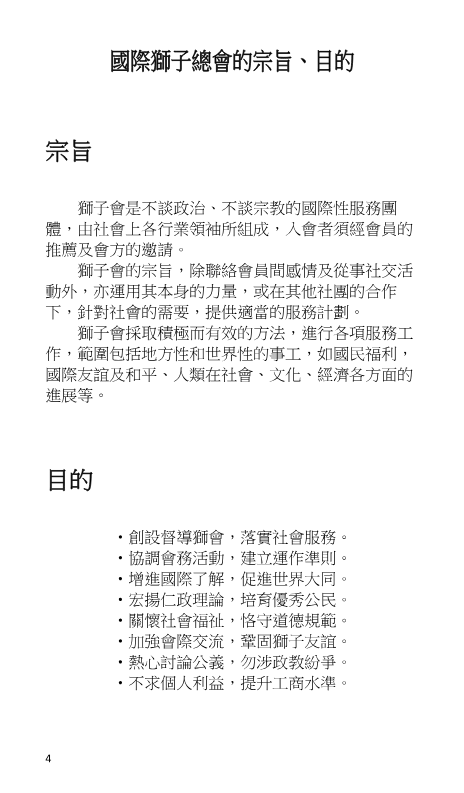 國際獅子總會的宗旨、目的
宗旨
獅子會是不談政治、不談宗教的國際性服務團
體，由社會上各行業領袖所組成，入會者須經會員的
推薦及會方的邀請。
獅子會的宗旨，除聯絡會員間感情及從事社交活
動外，亦運用其本身的力量，或在其他社團的合作
下，針對社會的需要，提供適當的服務計劃。
獅子會採取積極而有效的方法，進行各項服務工
作，範圍包括地方性和世界性的事工，如國民福利，
國際友誼及和平、人類在社會、文化、經濟各方面的
進展等。
目的
・創設督導獅會，落實社會服務。
・協調會務活動，建立運作準則。
・增進國際了解，促進世界大同。
・宏揚仁政理論，培育優秀公民。
・關懷社會福祉，恪守道德規範。
・加強會際交流，鞏固獅子友誼。
・熱心討論公義，勿涉政教紛爭。
・不求個人利益，提升工商水準。
4